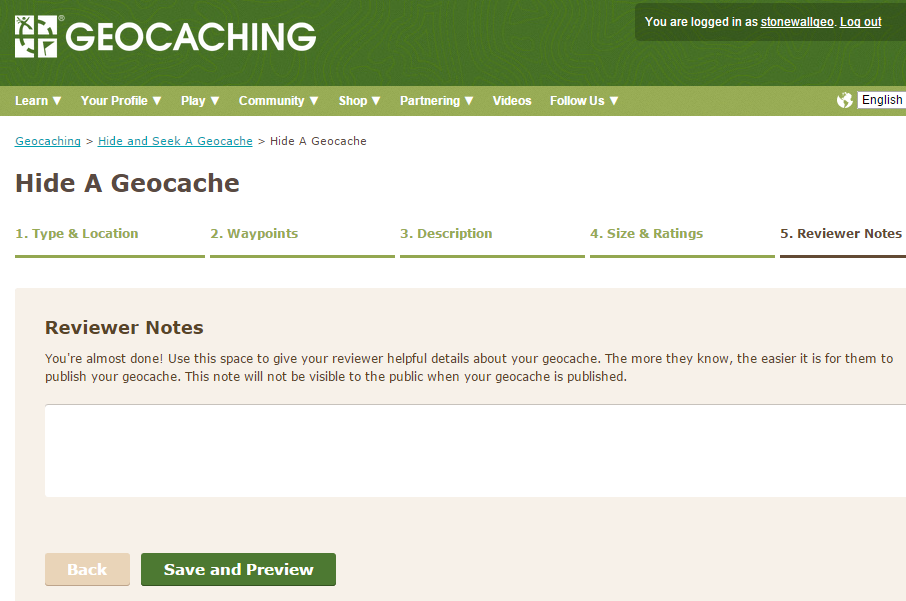 GEOCACHING®
You are logged in as stonewallgeo. Log out
Learn ▼ Your Profile ▼ Play ▼ Community ▼ Shop ▼ Partnering ▼ Videos Follow Us ▼ English
Geocaching > Hide and Seek A Geocache > Hide A Geocache
Hide A Geocache
1. Type & Location 2. Waypoints 3. Description 4. Size & Ratings 5. Reviewer Notes
Reviewer Notes
You're almost done! Use this space to give your reviewer helpful details about your geocache. The more they know, the easier it is for them to
publish your geocache. This note will not be visible to the public when your geocache is published.
Back Save and Preview